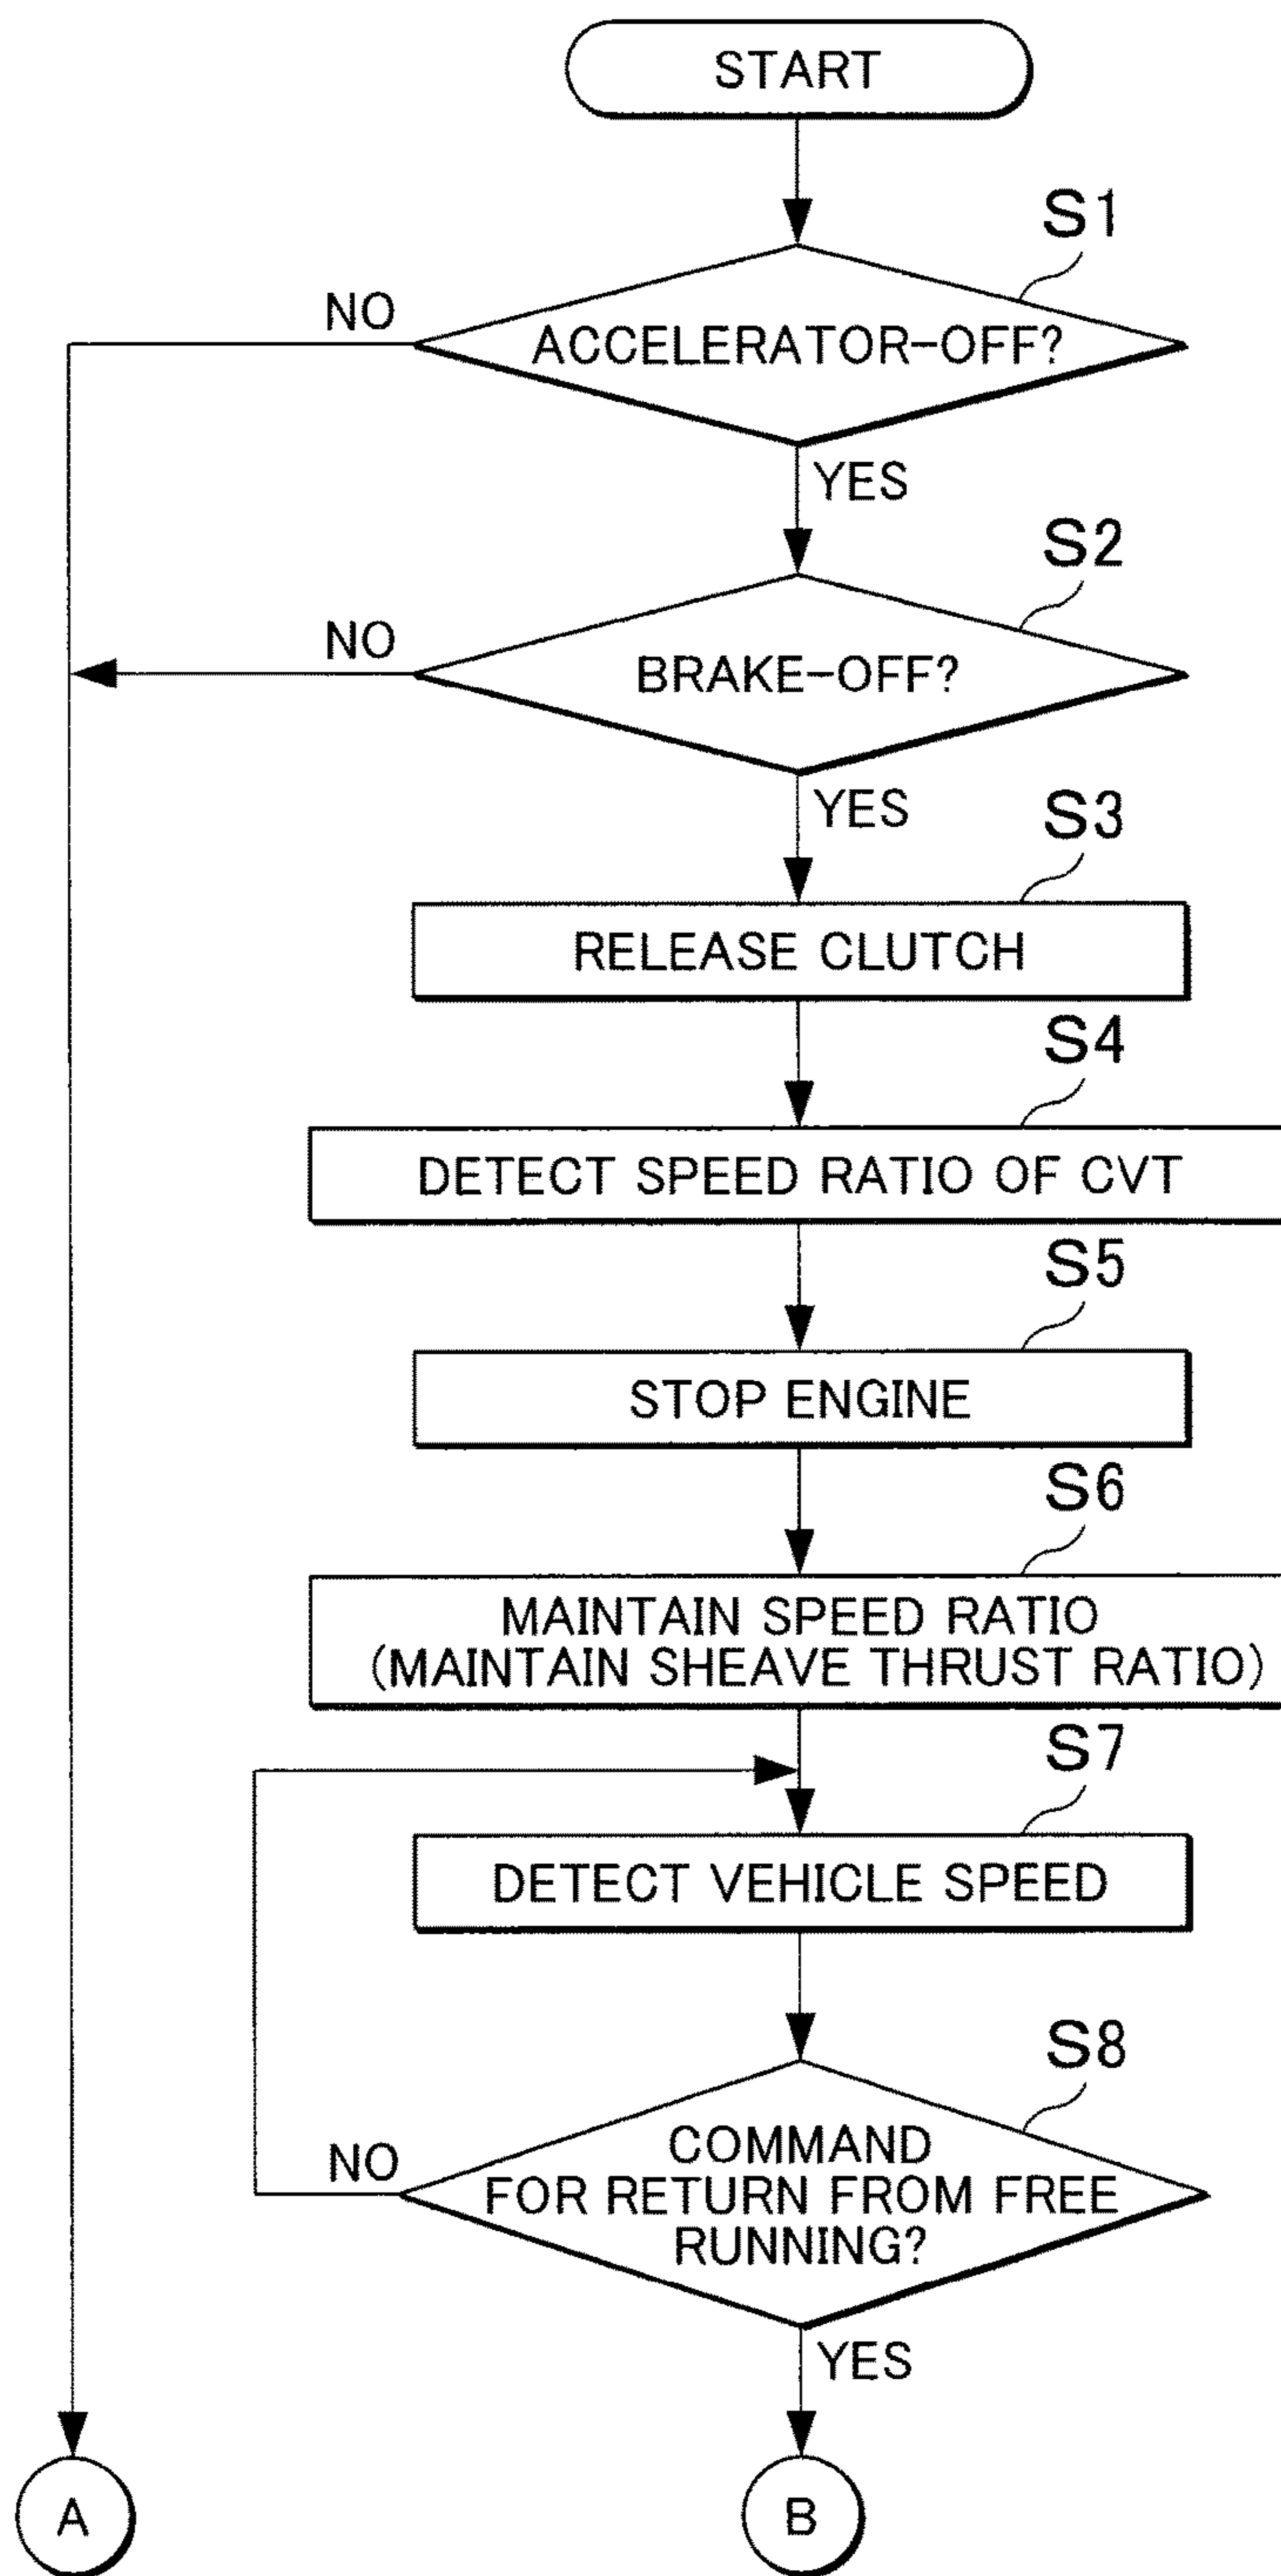 START
S1
NO
ACCELERATOR-OFF?
YES
S2
NO
BRAKE-OFF?
YES
S3
RELEASE CLUTCH
S4
DETECT SPEED RATIO OF CVT
S5
STOP ENGINE
S6
MAINTAIN SPEED RATIO
(MAINTAIN SHEAVE THRUST RATIO)
S7
DETECT VEHICLE SPEED
S8
NO
COMMAND
FOR RETURN FROM FREE
RUNNING?
YES
A
B